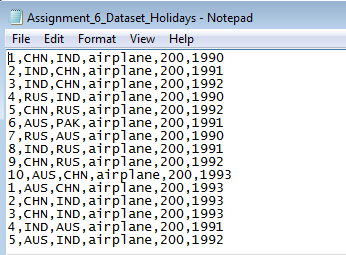 Assignment_6_Dataset_Holidays - Notepad
File Edit Format View Help
1,CHN,IND,airplane,200,1990
2,IND,CHN,airplane,200,1991
3,IND,CHN,airplane,200,1992
4,RUS,IND,airplane,200,1990
5,CHN,RUS,airplane,200,1992
6,AUS,PAK,airplane,200,1991
7,RUS,AUS,airplane,200,1990
8,IND,RUS,airplane,200,1991
9,CHN,RUS,airplane,200,1992
10,AUS,CHN,airplane,200,1993
1,AUS,CHN,airplane,200,1993
2,CHN,IND,airplane,200,1993
3,CHN,IND,airplane,200,1993
4,IND,AUS,airplane,200,1991
5,AUS,IND,airplane,200,1992